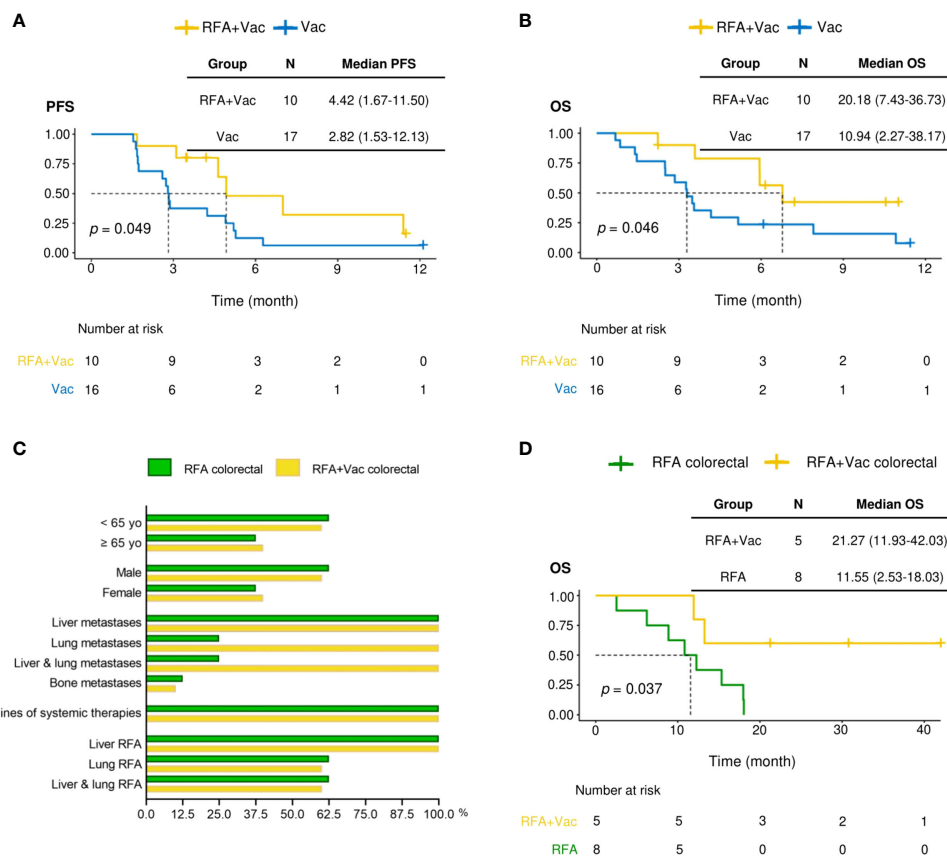 A
RFA+Vac Vac
Group N Median PFS
RFA+Vac 10 4.42 (1.67-11.50)
Vac 17 2.82 (1.53-12.13)
PFS
1.00
0.75
0.50
0.25
0.00
p = 0.049
0 3 6 9 12
Time (month)
Number at risk
RFA+Vac 10 9 3 2 0
Vac 16 6 2 1 1
B
RFA+Vac Vac
Group N Median OS
RFA+Vac 10 20.18 (7.43-36.73)
Vac 17 10.94 (2.27-38.17)
OS
1.00
0.75
0.50
0.25
0.00
p = 0.046
0 3 6 9 12
Time (month)
Number at risk
RFA+Vac 10 9 3 2 0
Vac 16 6 2 1 1
C
RFA colorectal RFA+Vac colorectal
< 65 yo
≥ 65 yo
Male
Female
Liver metastases
Lung metastases
Liver & lung metastases
Bone metastases
ines of systemic therapies
Liver RFA
Lung RFA
Liver & lung RFA
0.0 12.5 25.0 37.5 50.0 62.5 75.0 87.5 100.0 %
D
RFA colorectal RFA+Vac colorectal
Group N Median OS
RFA+Vac 5 21.27 (11.93-42.03)
RFA 8 11.55 (2.53-18.03)
OS
1.00
0.75
0.50
0.25
0.00
p = 0.037
0 10 20 30 40
Time (month)
Number at risk
RFA+Vac 5 5 3 2 1
RFA 8 5 0 0 0